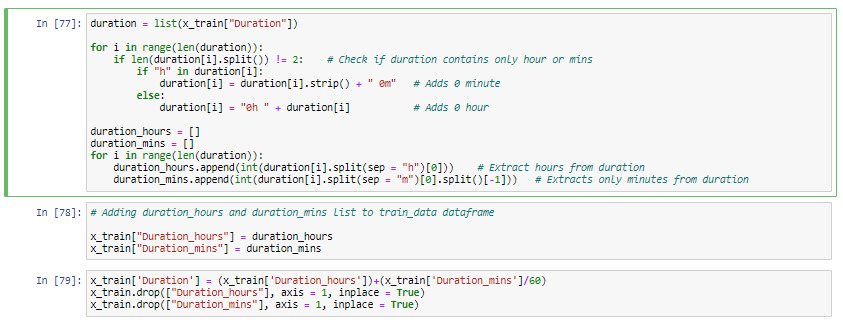 In [77]: duration = list(x_train["Duration"])
for i in range(len(duration)):
    if len(duration[i].split()) != 2:    # Check if duration contains only hour or mins
        if "h" in duration[i]:
            duration[i] = duration[i].strip() + " 0m"   # Adds 0 minute
        else:
            duration[i] = "0h " + duration[i]           # Adds 0 hour
duration_hours = []
duration_mins = []
for i in range(len(duration)):
    duration_hours.append(int(duration[i].split(sep = "h")[0]))    # Extract hours from duration
    duration_mins.append(int(duration[i].split(sep = "m")[0].split()[-1]))   # Extracts only minutes from duration
In [78]: # Adding duration_hours and duration_mins list to train_data dataframe
x_train["Duration_hours"] = duration_hours
x_train["Duration_mins"] = duration_mins
In [79]: x_train['Duration'] = (x_train['Duration_hours'])+(x_train['Duration_mins']/60)
x_train.drop(["Duration_hours"], axis = 1, inplace = True)
x_train.drop(["Duration_mins"], axis = 1, inplace = True)